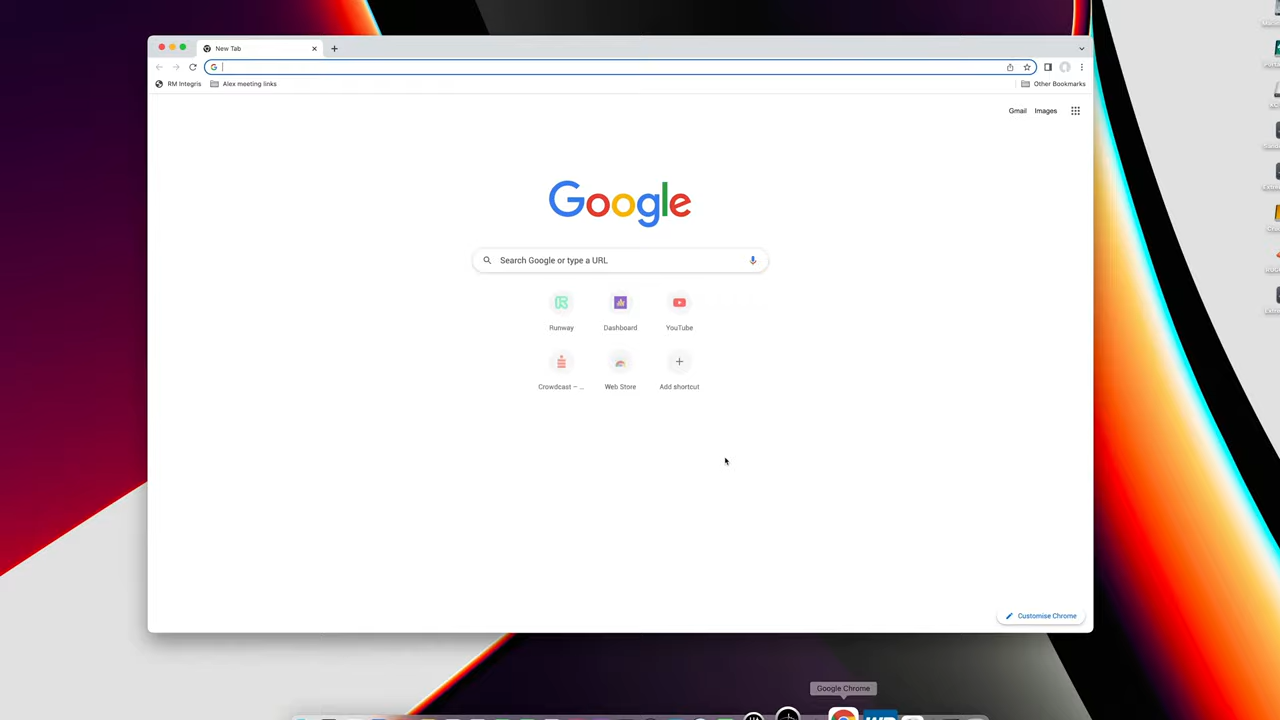 New Tab
RM Integris
Alex meeting links
Other Bookmarks
Gmail
Images
Google
Search Google or type a URL
Runway
Dashboard
YouTube
Crowdcast – ...
Web Store
Add shortcut
Customise Chrome
Google Chrome